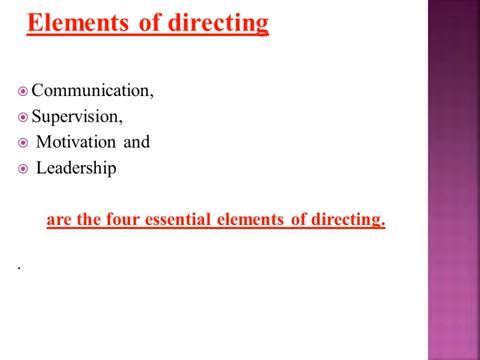 Elements of directing
Communication,
Supervision,
Motivation and
Leadership
are the four essential elements of directing.
.